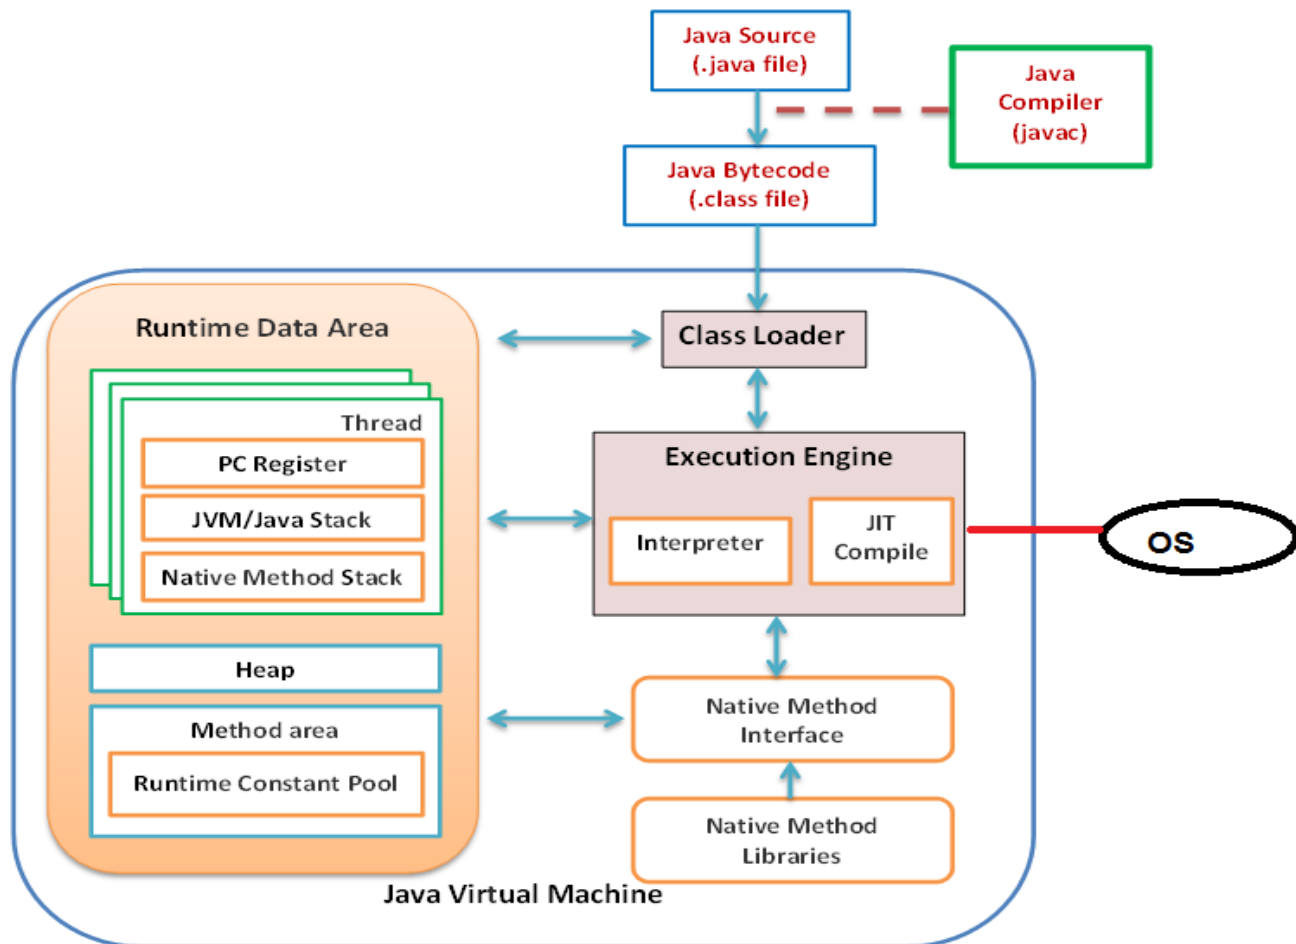 Java Source
(.java file)
Java
Compiler
(javac)
Java Bytecode
(.class file)
Runtime Data Area
Class Loader
Thread
PC Register
JVM/Java Stack
Native Method Stack
Execution Engine
Interpreter
JIT
Compile
OS
Heap
Method area
Runtime Constant Pool
Native Method
Interface
Native Method
Libraries
Java Virtual Machine